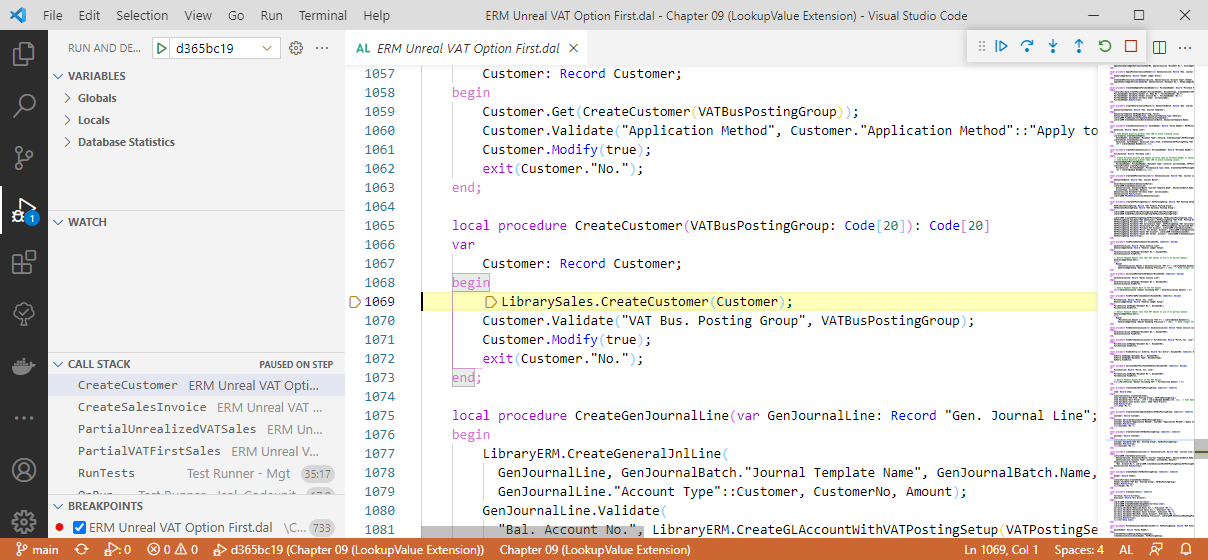 File Edit Selection View Go Run Terminal Help ERM Unreal VAT Option First.dal - Chapter 09 (LookupValue Extension) - Visual Studio Code
RUN AND DE... d365bc19 ...
VARIABLES
Globals
Locals
Database Statistics
WATCH
CALL STACK PAUSED ON STEP
CreateCustomer ERM Unreal VAT Opti...
CreateSalesInvoice ERM Unreal VAT ...
PartialUnrealizedVATSales ERM Un...
PartialVATFirstSales ERM Unreal V...
RunTests Test Runner - Mgt 35:17
BREAKPOINTS
ERM Unreal VAT Option First.dal \C... 733
1
AL ERM Unreal VAT Option First.dal
1057 Customer: Record Customer;
1058 begin
1059 Customer.Get(CreateCustomer(VATBusPostingGroup));
1060 Customer.Validate("Application Method", Customer."Application Method"::"Apply to
1061 Customer.Modify(true);
1062 exit(Customer."No.");
1063 end;
1064
1065 local procedure CreateCustomer(VATBusPostingGroup: Code[20]): Code[20]
1066 var
1067 Customer: Record Customer;
1068 begin
1069 LibrarySales.CreateCustomer(Customer);
1070 Customer.Validate("VAT Bus. Posting Group", VATBusPostingGroup);
1071 Customer.Modify(true);
1072 exit(Customer."No.");
1073 end;
1074
1075 local procedure CreateGenJournalLine(var GenJournalLine: Record "Gen. Journal Line";
1076 begin
1077 LibraryERM.CreateGeneralJnlLine(
1078 GenJournalLine, GenJournalBatch."Journal Template Name", GenJournalBatch.Name,
1079 GenJournalLine."Account Type"::Customer, CustomerNo, Amount);
1080 GenJournalLine.Validate(
1081 "Bal. Account No.", LibraryERM.CreateGLAccountWithVATPostingSetup(VATPostingSe
main 0 0 0 d365bc19 (Chapter 09 (LookupValue Extension)) Chapter 09 (LookupValue Extension) Ln 1069, Col 1 Spaces: 4 AL